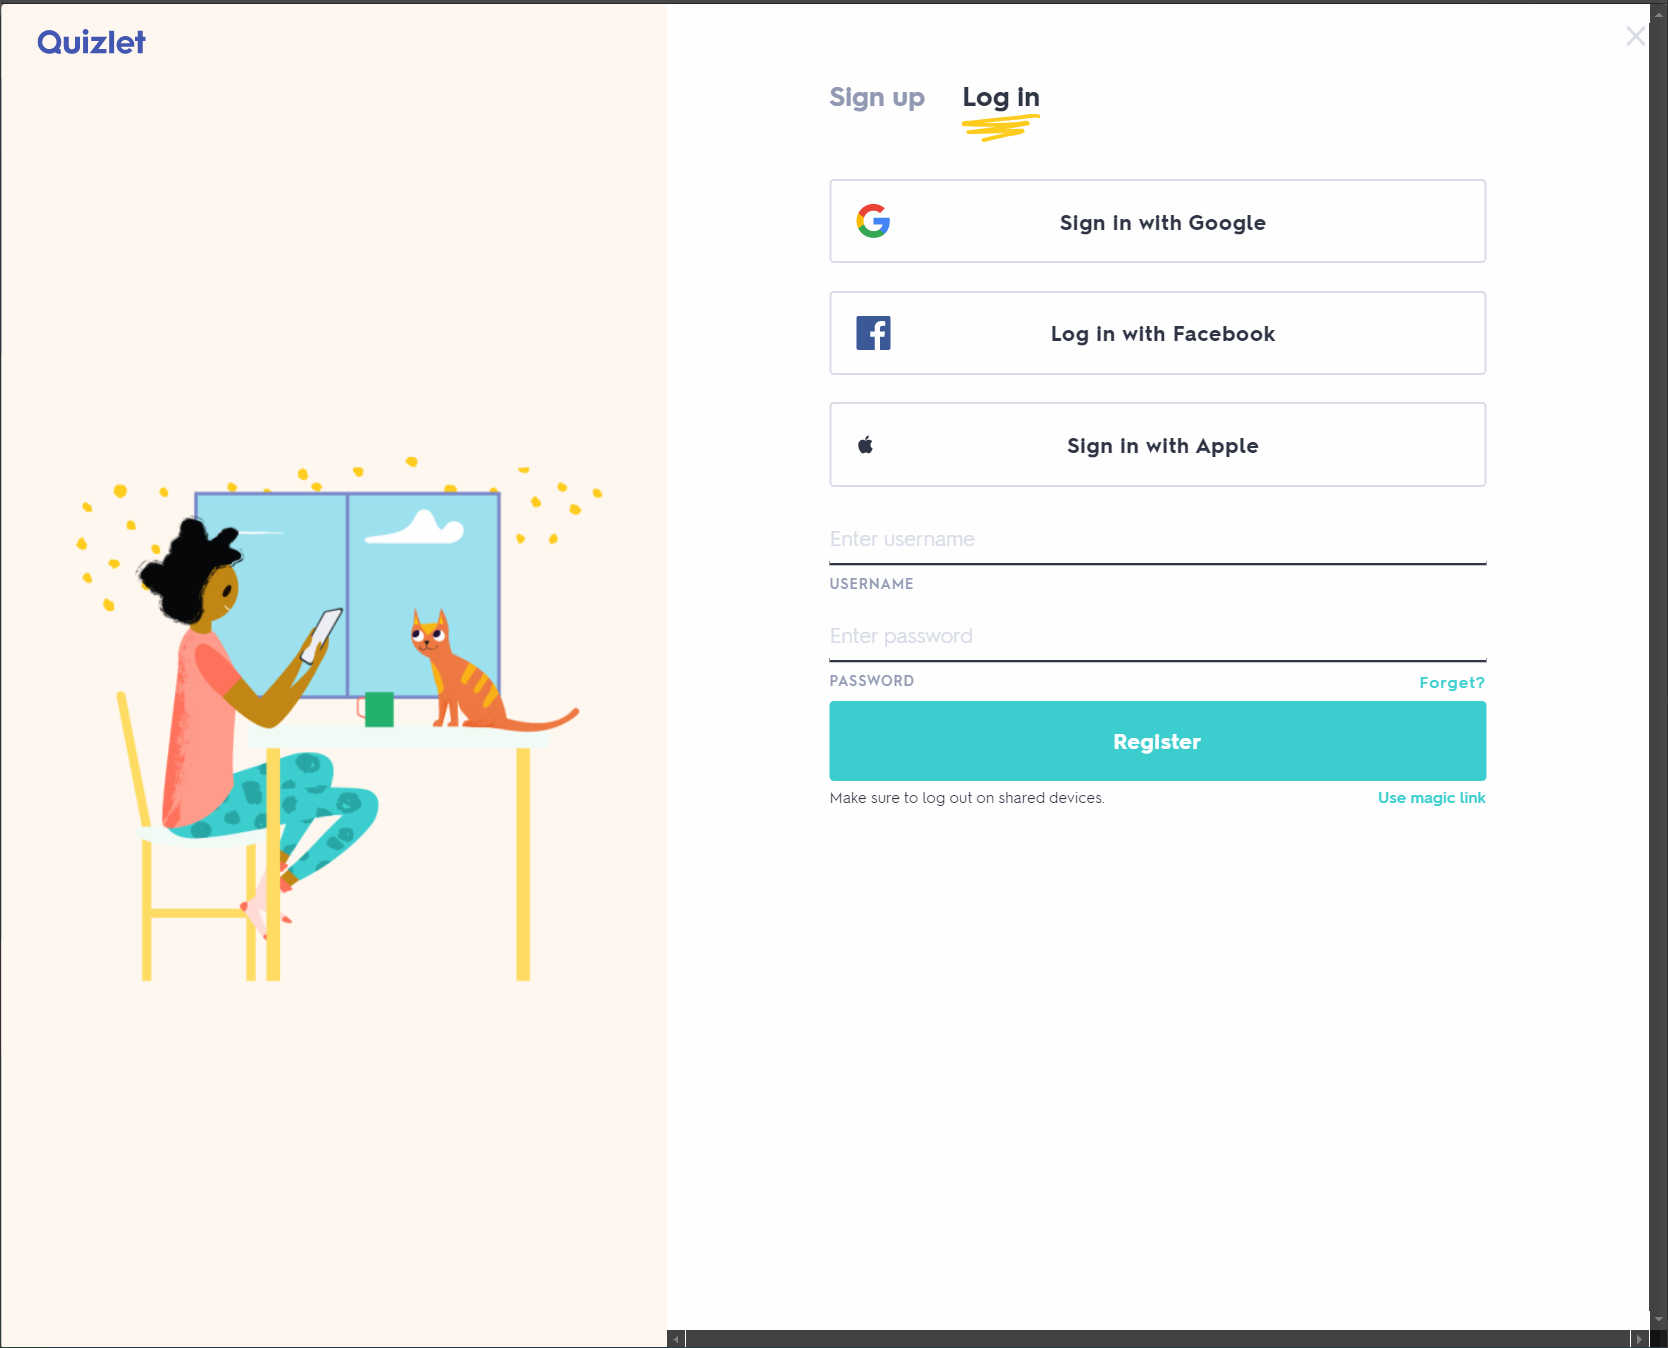 Quizlet
Sign up
Log in
Sign in with Google
Log in with Facebook
Sign in with Apple
Enter username
USERNAME
Enter password
PASSWORD
Forget?
Register
Make sure to log out on shared devices.
Use magic link